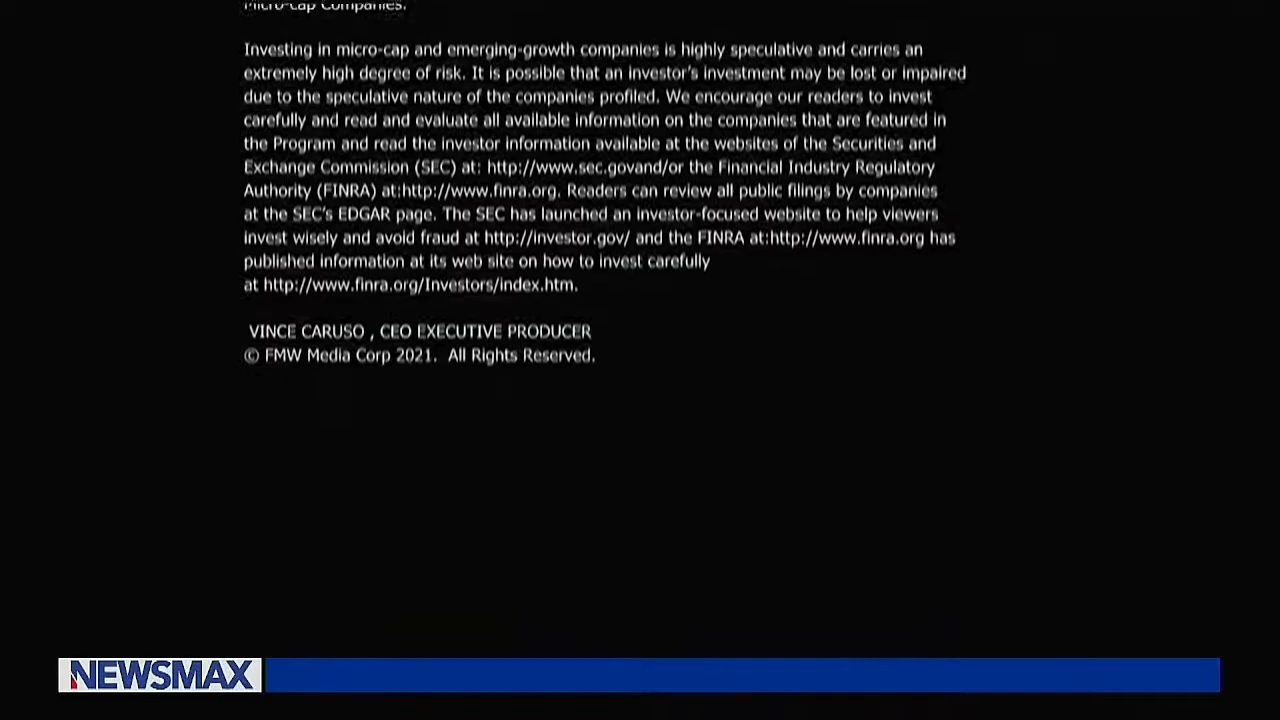 Micro-cap Companies.
Investing in micro-cap and emerging-growth companies is highly speculative and carries an
extremely high degree of risk. It is possible that an investor's investment may be lost or impaired
due to the speculative nature of the companies profiled. We encourage our readers to invest
carefully and read and evaluate all available information on the companies that are featured in
the Program and read the investor information available at the websites of the Securities and
Exchange Commission (SEC) at: http://www.sec.govand/or the Financial Industry Regulatory
Authority (FINRA) at:http://www.finra.org. Readers can review all public filings by companies
at the SEC's EDGAR page. The SEC has launched an investor-focused website to help viewers
invest wisely and avoid fraud at http://investor.gov/ and the FINRA at:http://www.finra.org has
published information at its web site on how to invest carefully
at http://www.finra.org/Investors/index.htm.
VINCE CARUSO , CEO EXECUTIVE PRODUCER
© FMW Media Corp 2021. All Rights Reserved.
NEWSMAX